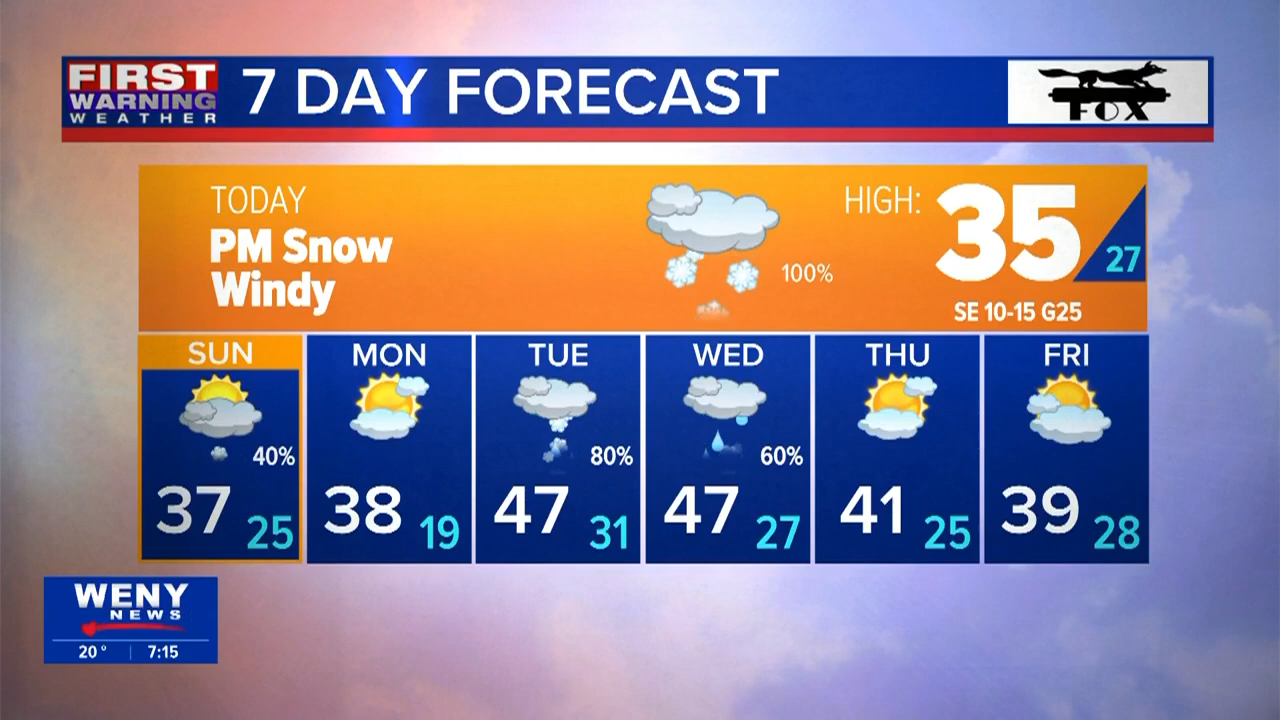 FIRST
WARNING
WEATHER
7 DAY FORECAST
FOX
TODAY
PM Snow
Windy
100%
HIGH:
35
27
SE 10-15 G25
SUN
MON
TUE
WED
THU
FRI
40%
80%
60%
37 25
38 19
47 31
47 27
41 25
39 28
WENY
NEWS
20° | 7:15